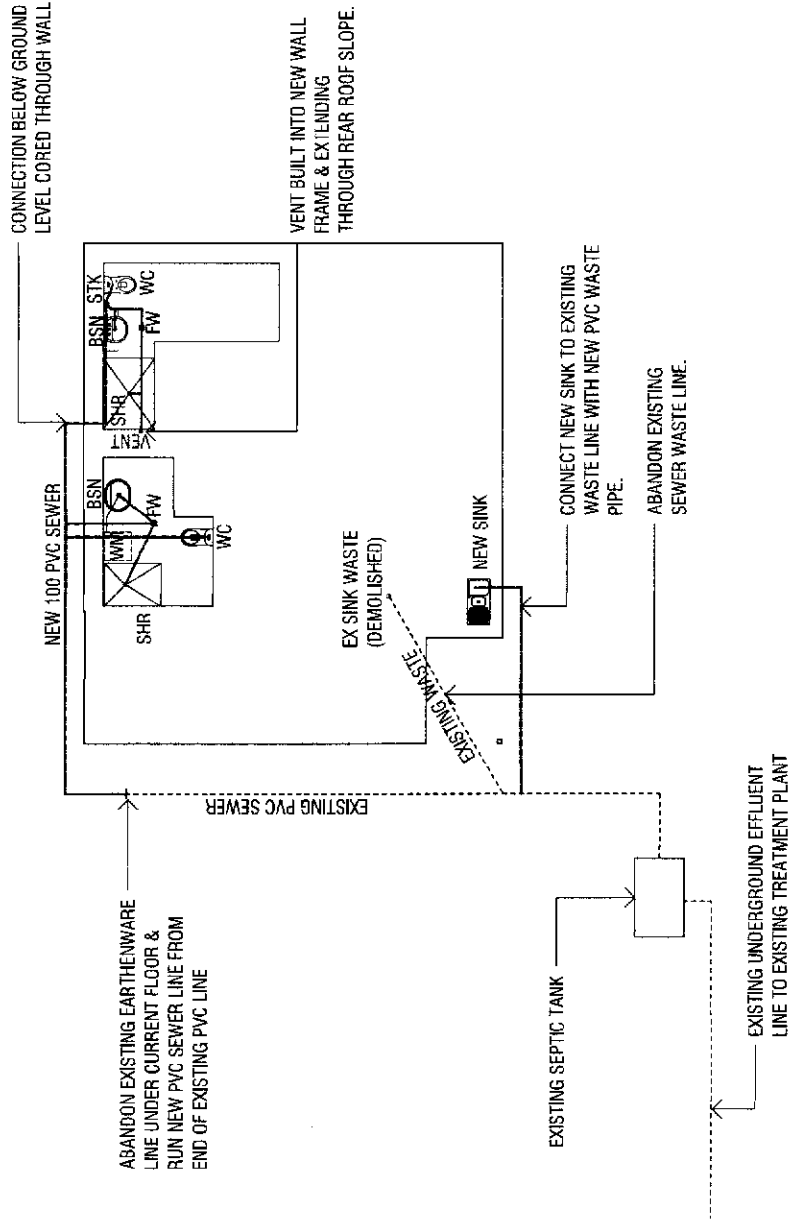 CONNECTION BELOW GROUND
LEVEL CORED THROUGH WALL
VENT BUILT INTO NEW WALL
FRAME & EXTENDING
THROUGH REAR ROOF SLOPE.
NEW 100 PVC SEWER
SHR
BSN
STK
WC
FW
VENT
BSN
WM
FW
SHR
WC
EX SINK WASTE
(DEMOLISHED)
NEW SINK
EXISTING WASTE
CONNECT NEW SINK TO EXISTING
WASTE LINE WITH NEW PVC WASTE
PIPE.
ABANDON EXISTING
SEWER WASTE LINE.
EXISTING PVC SEWER
ABANDON EXISTING EARTHENWARE
LINE UNDER CURRENT FLOOR &
RUN NEW PVC SEWER LINE FROM
END OF EXISTING PVC LINE
EXISTING SEPTIC TANK
EXISTING UNDERGROUND EFFLUENT
LINE TO EXISTING TREATMENT PLANT